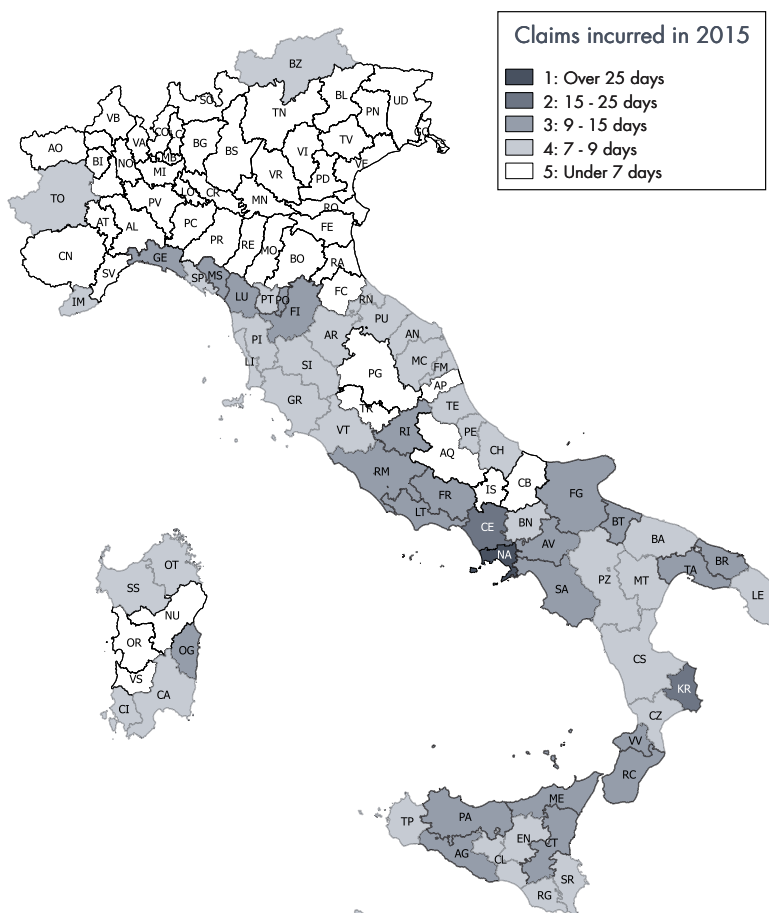 Claims incurred in 2015
1: Over 25 days
2: 15 - 25 days
3: 9 - 15 days
4: 7 - 9 days
5: Under 7 days
BZ
SO
BL
UD
TN
PN
VB
CO
LC
GO
AO
VA
BG
BS
VI
TV
BI
NO
MB
MI
VR
PD
VE
TO
PV
LO
CR
MN
RO
AT
AL
PC
PR
RE
MO
FE
CN
GE
BO
RA
SV
SP
MS
IM
LU
PT
PO
FI
FC
RN
PU
PI
AR
AN
LI
SI
PG
MC
FM
AP
GR
TR
TE
VT
RI
PE
AQ
CH
RM
IS
CB
FR
FG
LT
CE
BN
BT
NA
AV
BA
OT
SS
PZ
MT
TA
BR
SA
LE
NU
OR
OG
VS
CS
CI
CA
KR
CZ
VV
RC
ME
TP
PA
EN
CT
AG
CL
SR
RG